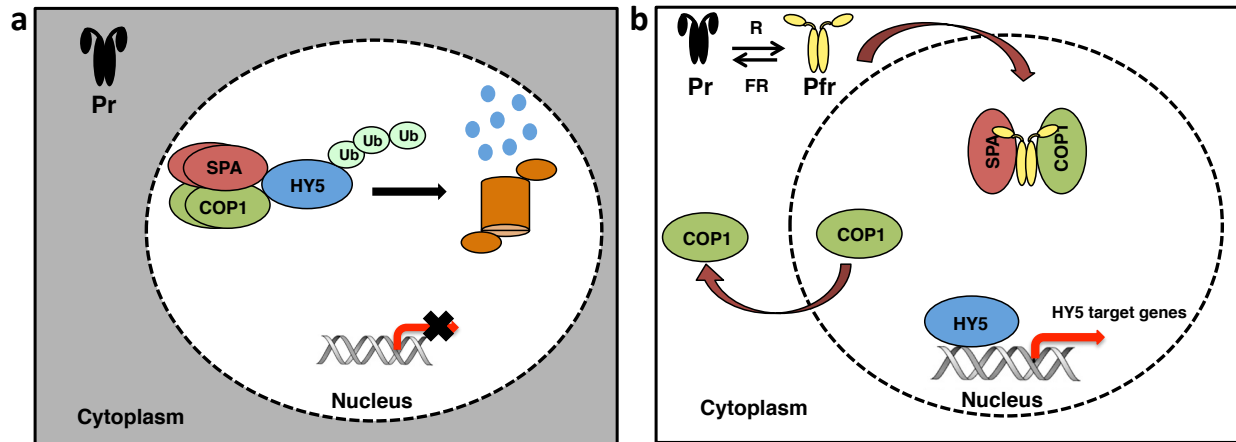 a
Pr
SPA
COP1
HY5
Ub
Ub
Ub
Nucleus
Cytoplasm
b
Pr
R
FR
Pfr
SPA
COP1
COP1
COP1
HY5
HY5 target genes
Nucleus
Cytoplasm